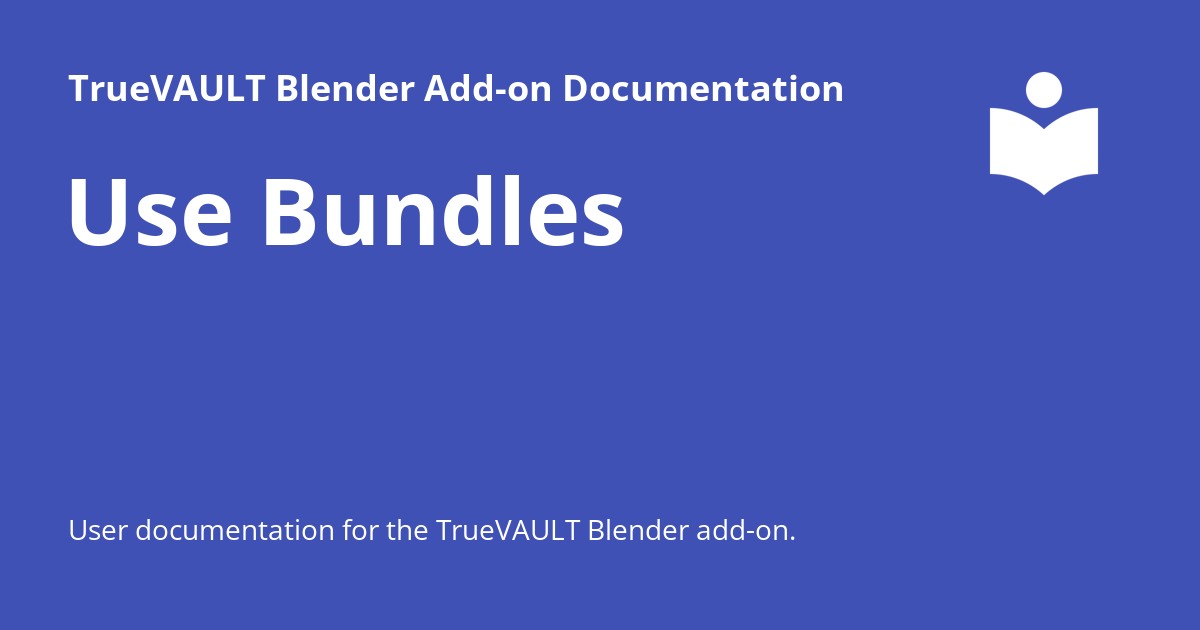 TrueVAULT Blender Add-on Documentation
Use Bundles
User documentation for the TrueVAULT Blender add-on.